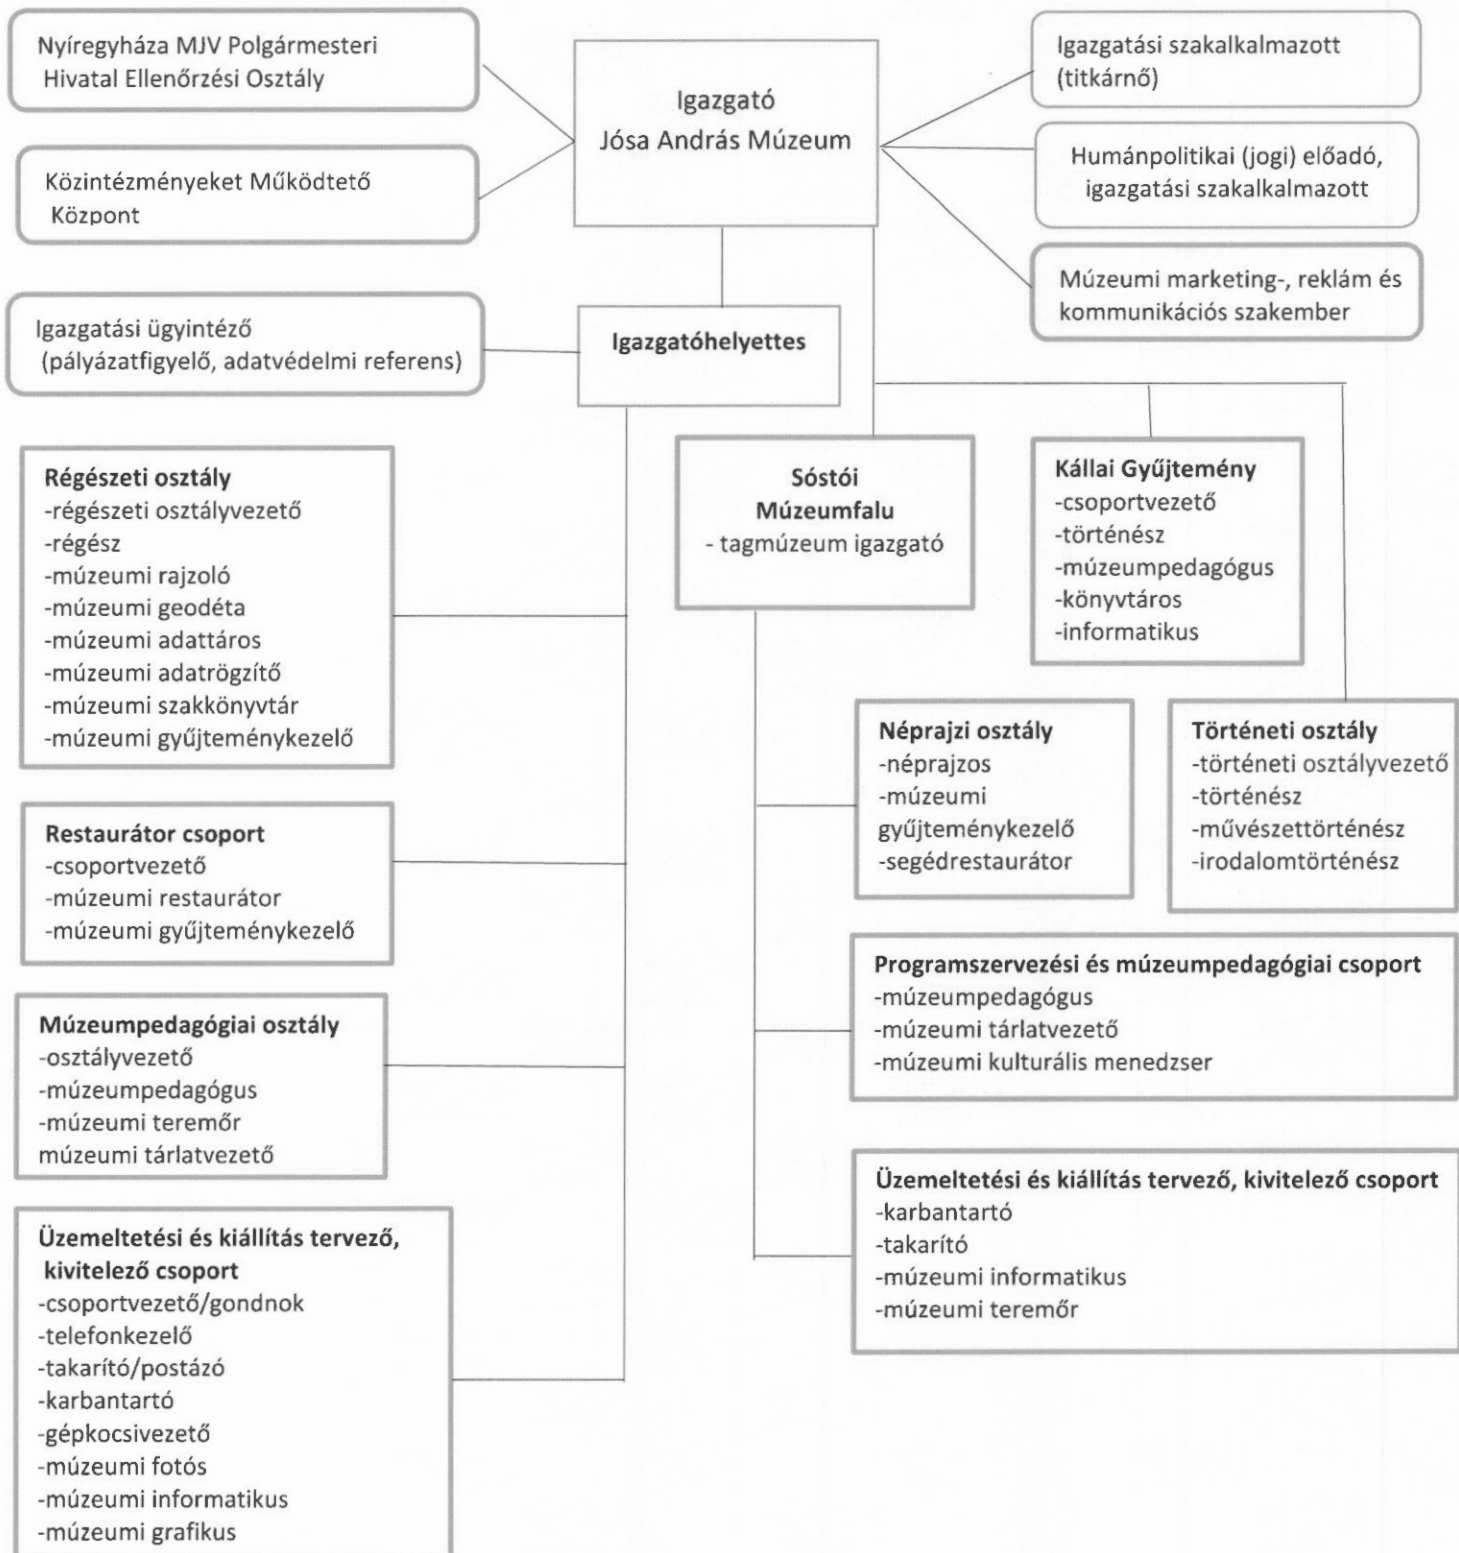 Nyíregyháza MJV Polgármesteri
Hivatal Ellenőrzési Osztály
Közintézményeket Működtető
Központ
Igazgató
Jósa András Múzeum
Igazgatási szakalkalmazott
(titkárnő)
Humánpolitikai (jogi) előadó,
igazgatási szakalkalmazott
Múzeumi marketing-, reklám és
kommunikációs szakember
Igazgatási ügyintéző
(pályázatfigyelő, adatvédelmi referens)
Igazgatóhelyettes
Régészeti osztály
-régészeti osztályvezető
-régész
-múzeumi rajzoló
-múzeumi geodéta
-múzeumi adattáros
-múzeumi adatrögzítő
-múzeumi szakkönyvtár
-múzeumi gyűjteménykezelő
Restaurátor csoport
-csoportvezető
-múzeumi restaurátor
-múzeumi gyűjteménykezelő
Múzeumpedagógiai osztály
-osztályvezető
-múzeumpedagógus
-múzeumi teremőr
múzeumi tárlatvezető
Üzemeltetési és kiállítás tervező,
kivitelező csoport
-csoportvezető/gondnok
-telefonkezelő
-takarító/postázó
-karbantartó
-gépkocsivezető
-múzeumi fotós
-múzeumi informatikus
-múzeumi grafikus
Sóstói
Múzeumfalu
- tagmúzeum igazgató
Kállai Gyűjtemény
-csoportvezető
-történész
-múzeumpedagógus
-könyvtáros
-informatikus
Néprajzi osztály
-néprajzos
-múzeumi
gyűjteménykezelő
-segédrestaurátor
Történeti osztály
-történeti osztályvezető
-történész
-művészettörténész
-irodalomtörténész
Programszervezési és múzeumpedagógiai csoport
-múzeumpedagógus
-múzeumi tárlatvezető
-múzeumi kulturális menedzser
Üzemeltetési és kiállítás tervező, kivitelező csoport
-karbantartó
-takarító
-múzeumi informatikus
-múzeumi teremőr